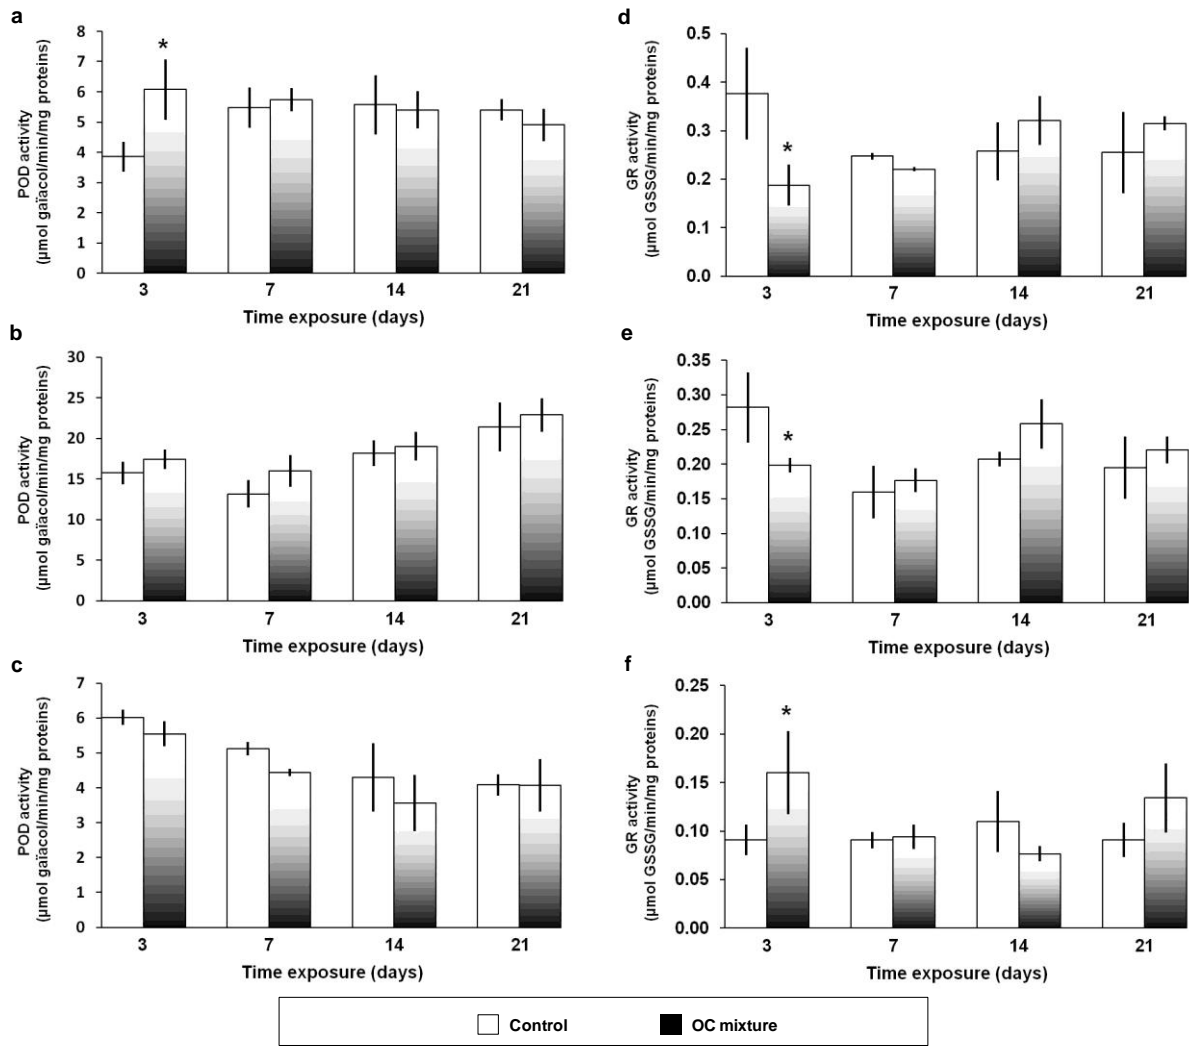 a
POD activity
(µmol gaïacol/min/mg proteins)
8
7
6
5
4
3
2
1
0
*
3 7 14 21
Time exposure (days)
b
POD activity
(µmol gaïacol/min/mg proteins)
30
25
20
15
10
5
0
3 7 14 21
Time exposure (days)
c
POD activity
(µmol gaïacol/min/mg proteins)
7
6
5
4
3
2
1
0
3 7 14 21
Time exposure (days)
d
GR activity
(µmol GSSG/min/mg proteins)
0.5
0.4
0.3
0.2
0.1
0.0
*
3 7 14 21
Time exposure (days)
e
GR activity
(µmol GSSG/min/mg proteins)
0.35
0.30
0.25
0.20
0.15
0.10
0.05
0.00
*
3 7 14 21
Time exposure (days)
f
GR activity
(µmol GSSG/min/mg proteins)
0.25
0.20
0.15
0.10
0.05
0.00
*
3 7 14 21
Time exposure (days)
Control OC mixture